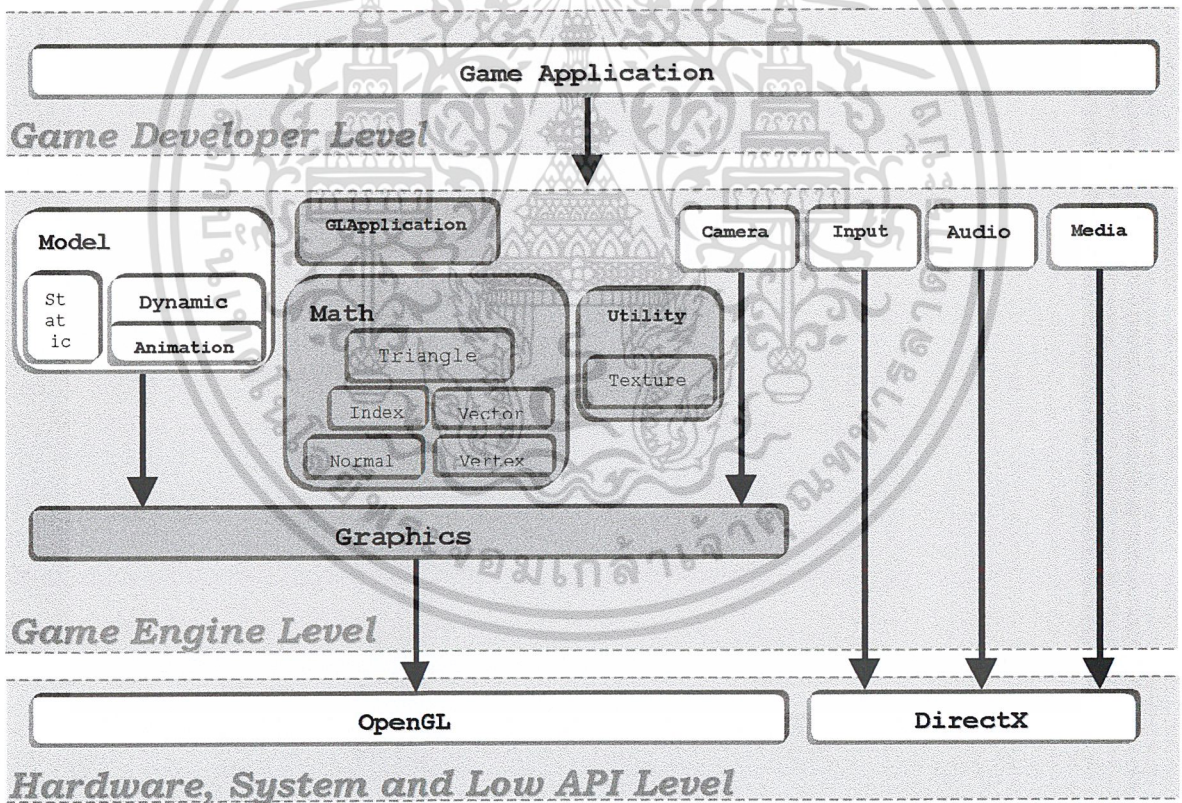 Game Application
Game Developer Level
Model
St
at
ic
Dynamic
Animation
GLApplication
Math
Triangle
Index
Vector
Normal
Vertex
Utility
Texture
Camera
Input
Audio
Media
Graphics
Game Engine Level
OpenGL
DirectX
Hardware, System and Low API Level